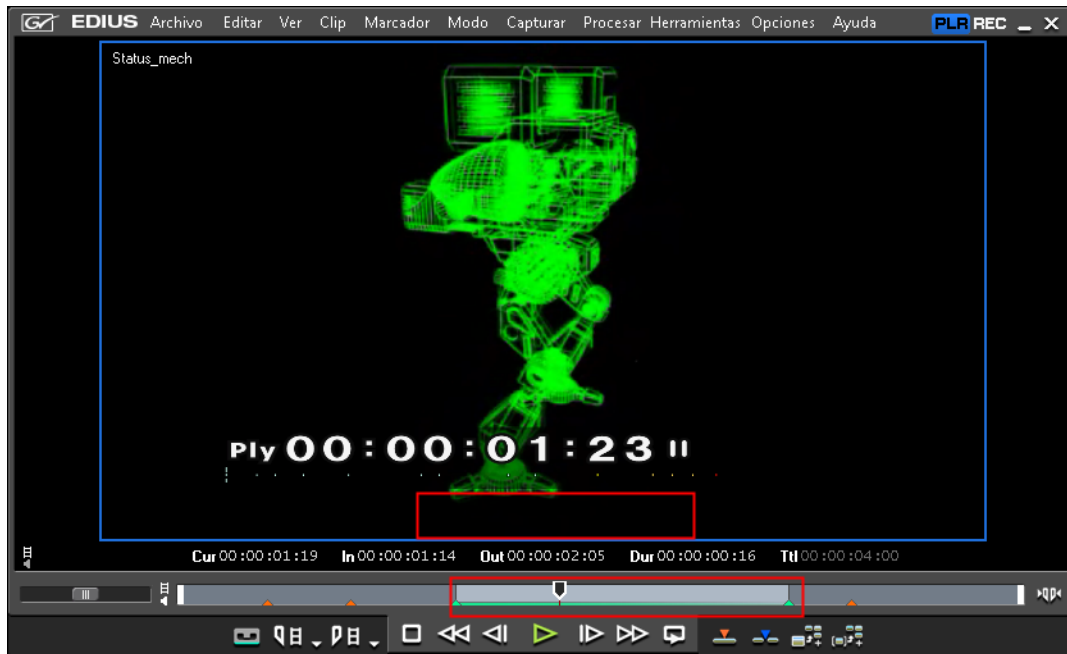 GV EDIUS Archivo Editar Ver Clip Marcador Modo Capturar Procesar Herramientas Opciones Ayuda PLR REC
Status_mech
Ply 00:00:01:23
Cur 00:00:01:19 In 00:00:01:14 Out 00:00:02:05 Dur 00:00:00:16 Ttl 00:00:04:00